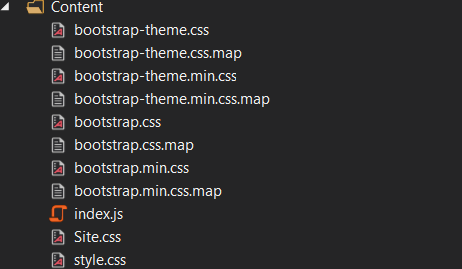 Content
bootstrap-theme.css
bootstrap-theme.css.map
bootstrap-theme.min.css
bootstrap-theme.min.css.map
bootstrap.css
bootstrap.css.map
bootstrap.min.css
bootstrap.min.css.map
index.js
Site.css
style.css